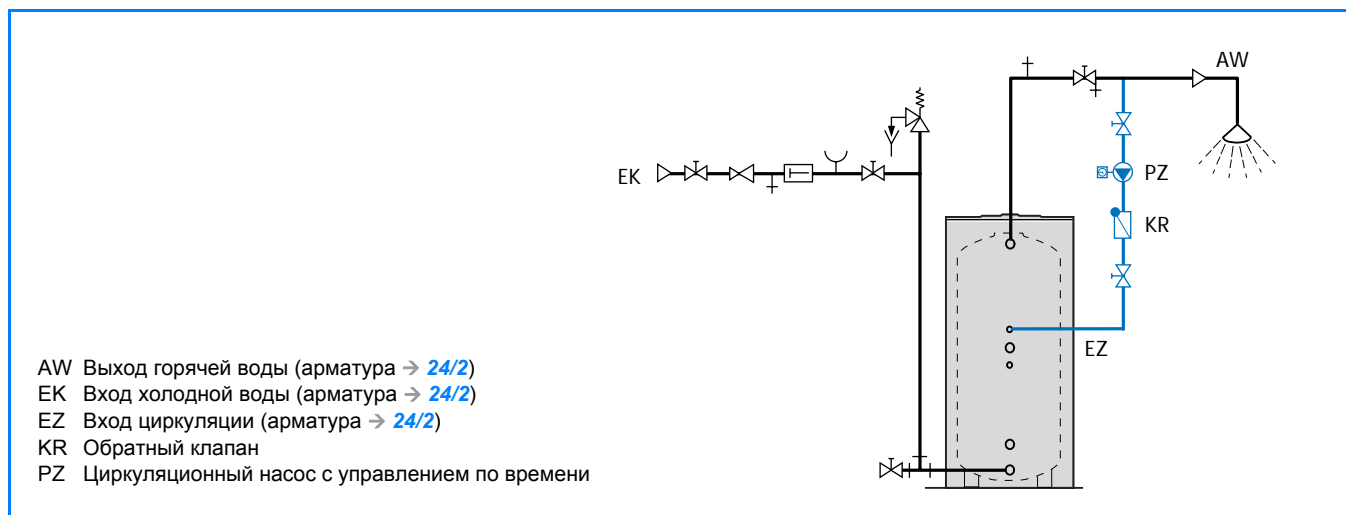 AW
EK
PZ
KR
EZ
AW Выход горячей воды (арматура → 24/2)
EK Вход холодной воды (арматура → 24/2)
EZ Вход циркуляции (арматура → 24/2)
KR Обратный клапан
PZ Циркуляционный насос с управлением по времени